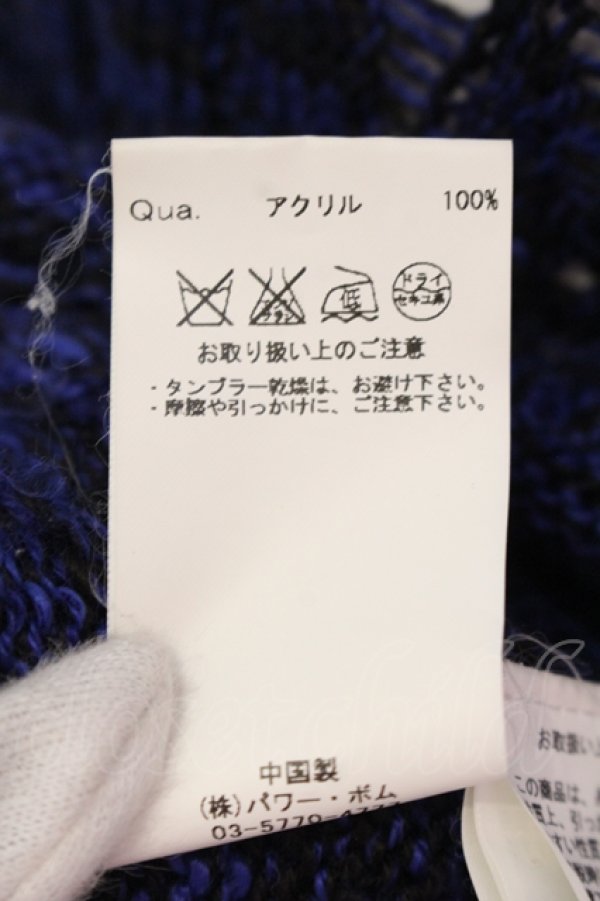 Qua. アクリル 100%
低 ドライ
セキユ系
お取り扱い上のご注意
・タンブラー乾燥は、お避け下さい。
・摩擦や引っかけに、ご注意下さい。
中国製
(株)パワー・ボム
03-5770-
お取扱い上
この商品は、